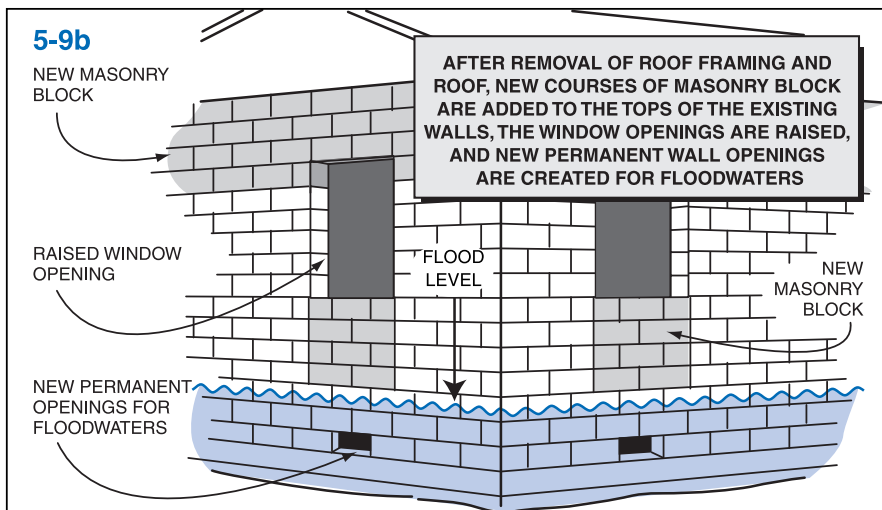 5-9b
NEW MASONRY
BLOCK
AFTER REMOVAL OF ROOF FRAMING AND
ROOF, NEW COURSES OF MASONRY BLOCK
ARE ADDED TO THE TOPS OF THE EXISTING
WALLS, THE WINDOW OPENINGS ARE RAISED,
AND NEW PERMANENT WALL OPENINGS
ARE CREATED FOR FLOODWATERS
RAISED WINDOW
OPENING
FLOOD
LEVEL
NEW
MASONRY
BLOCK
NEW PERMANENT
OPENINGS FOR
FLOODWATERS